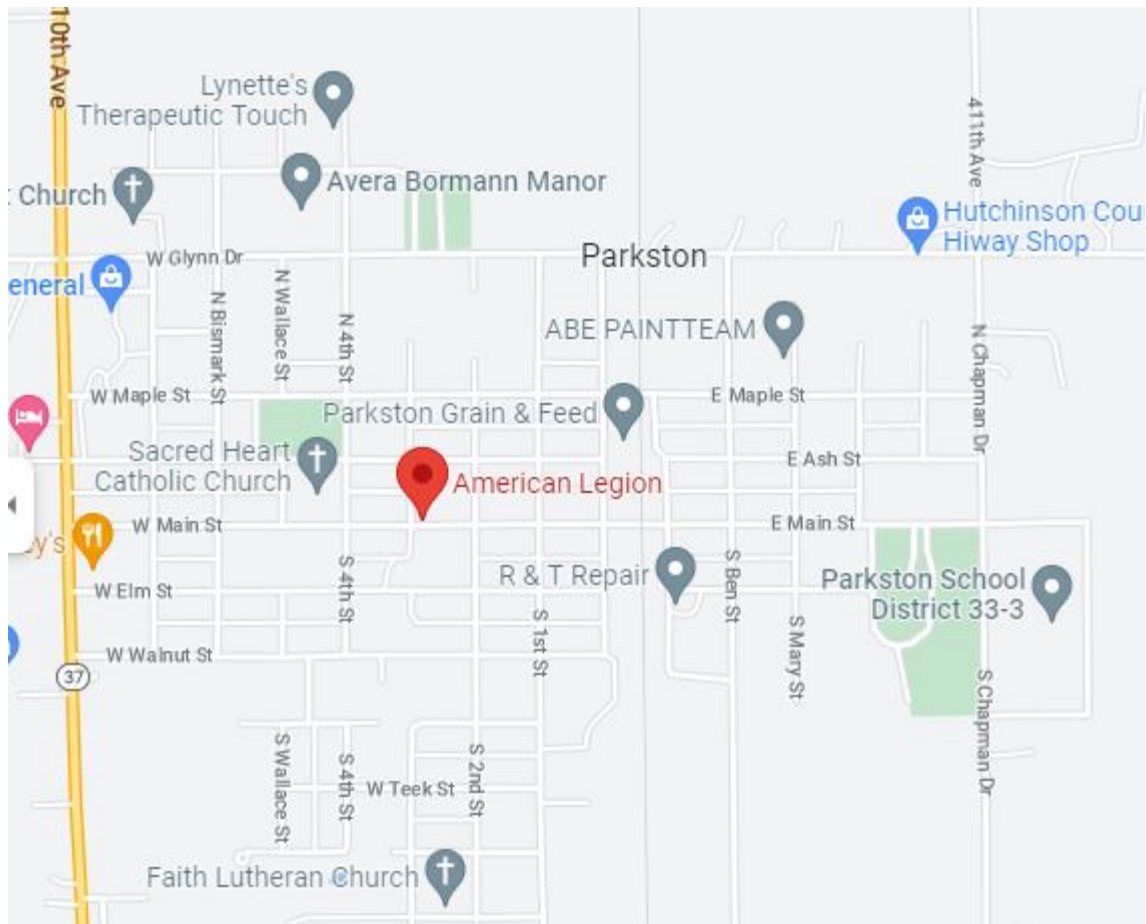 10th Ave
Lynette's
Therapeutic Touch
411th Ave
Church
Avera Bormann Manor
Hutchinson Cou
Hiway Shop
W Glynn Dr
Parkston
eneral
N Bismark St
N Wallace St
N 4th St
ABE PAINTTEAM
N Chapman Dr
W Maple St
E Maple St
Parkston Grain & Feed
Sacred Heart
Catholic Church
E Ash St
American Legion
W Main St
E Main St
ey's
R & T Repair
S Ben St
Parkston School
District 33-3
W Elm St
S 4th St
S 1st St
S Mary St
W Walnut St
37
S Chapman Dr
S Wallace St
S 4th St
S 2nd St
W Teek St
Faith Lutheran Church